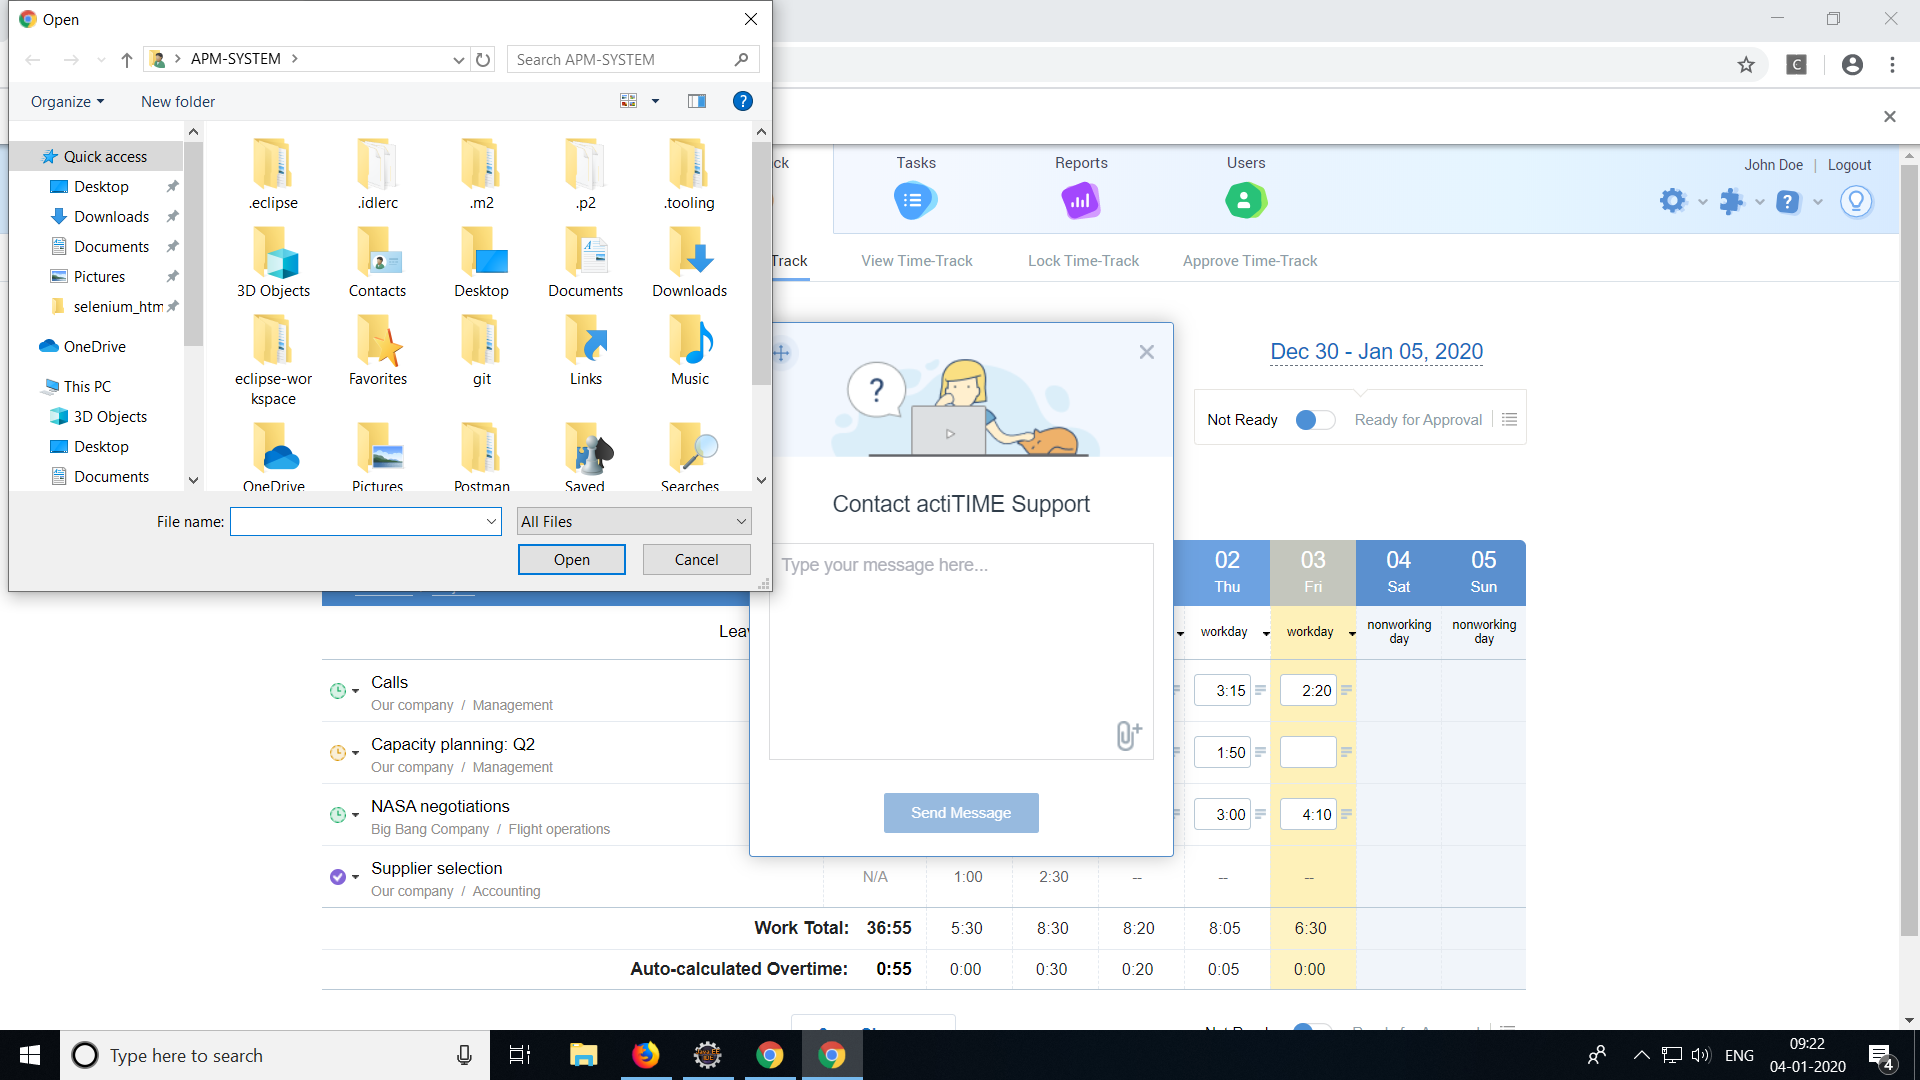 Open
APM-SYSTEM
Search APM-SYSTEM
C
Organize
New folder
?
Quick access
Desktop
Downloads
Documents
Pictures
selenium_htm
OneDrive
This PC
3D Objects
Desktop
Documents
.eclipse
.idlerc
.m2
.p2
.tooling
3D Objects
Contacts
Desktop
Documents
Downloads
eclipse-wor
kspace
Favorites
git
Links
Music
OneDrive
Pictures
Postman
Saved
Searches
File name:
All Files
Open
Cancel
ck
Tasks
Reports
Users
John Doe | Logout
?
Track
View Time-Track
Lock Time-Track
Approve Time-Track
Dec 30 - Jan 05, 2020
Not Ready
Ready for Approval
?
Contact actiTIME Support
Type your message here...
Send Message
02
Thu
03
Fri
04
Sat
05
Sun
Leav
workday
workday
nonworking
day
nonworking
day
Calls
Our company / Management
3:15
2:20
Capacity planning: Q2
Our company / Management
1:50
NASA negotiations
Big Bang Company / Flight operations
3:00
4:10
Supplier selection
Our company / Accounting
N/A
1:00
2:30
--
--
--
Work Total: 36:55 5:30 8:30 8:20 8:05 6:30
Auto-calculated Overtime: 0:55 0:00 0:30 0:20 0:05 0:00
Type here to search
ENG
09:22
04-01-2020
4